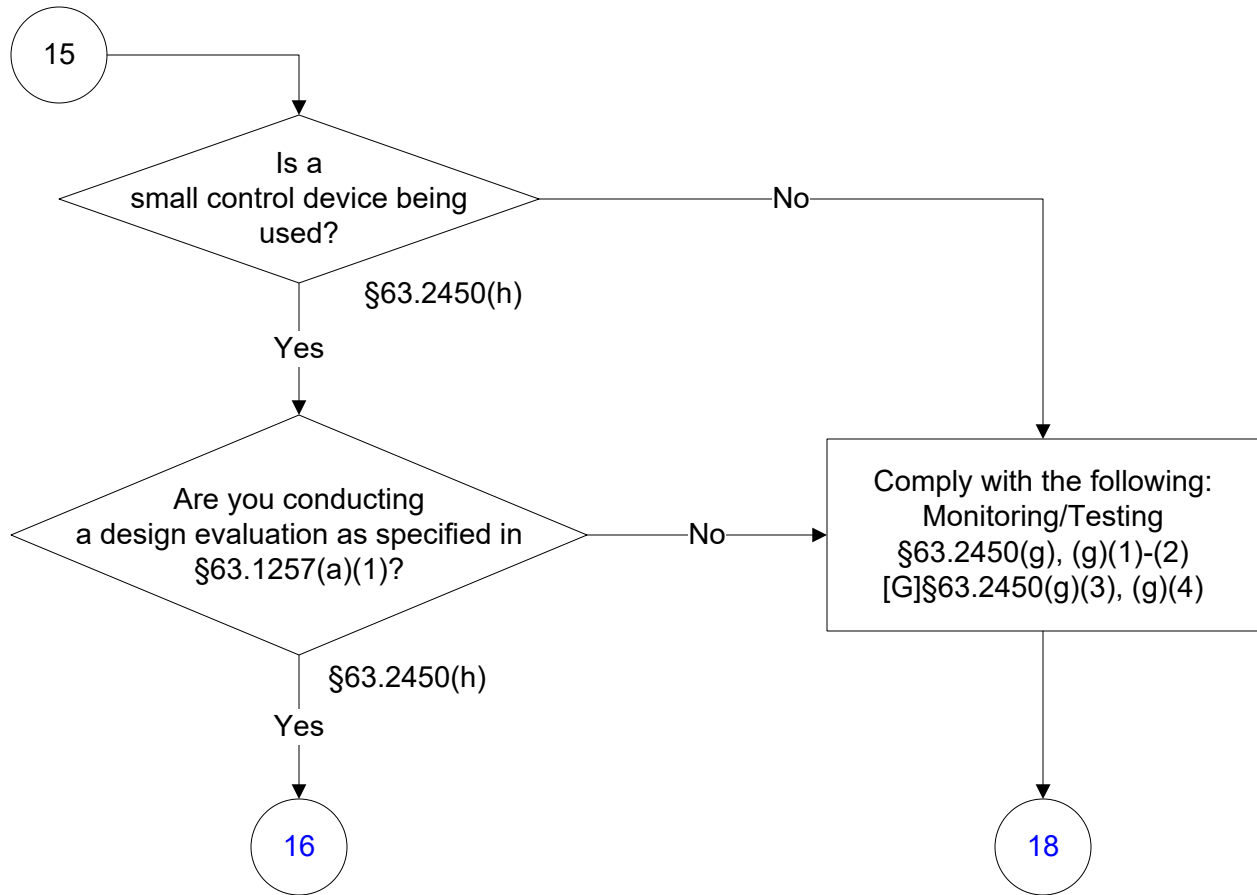 15
Is a
small control device being
used?
No
§63.2450(h)
Yes
Are you conducting
a design evaluation as specified in
§63.1257(a)(1)?
No
Comply with the following:
Monitoring/Testing
§63.2450(g), (g)(1)-(2)
[G]§63.2450(g)(3), (g)(4)
§63.2450(h)
Yes
16
18